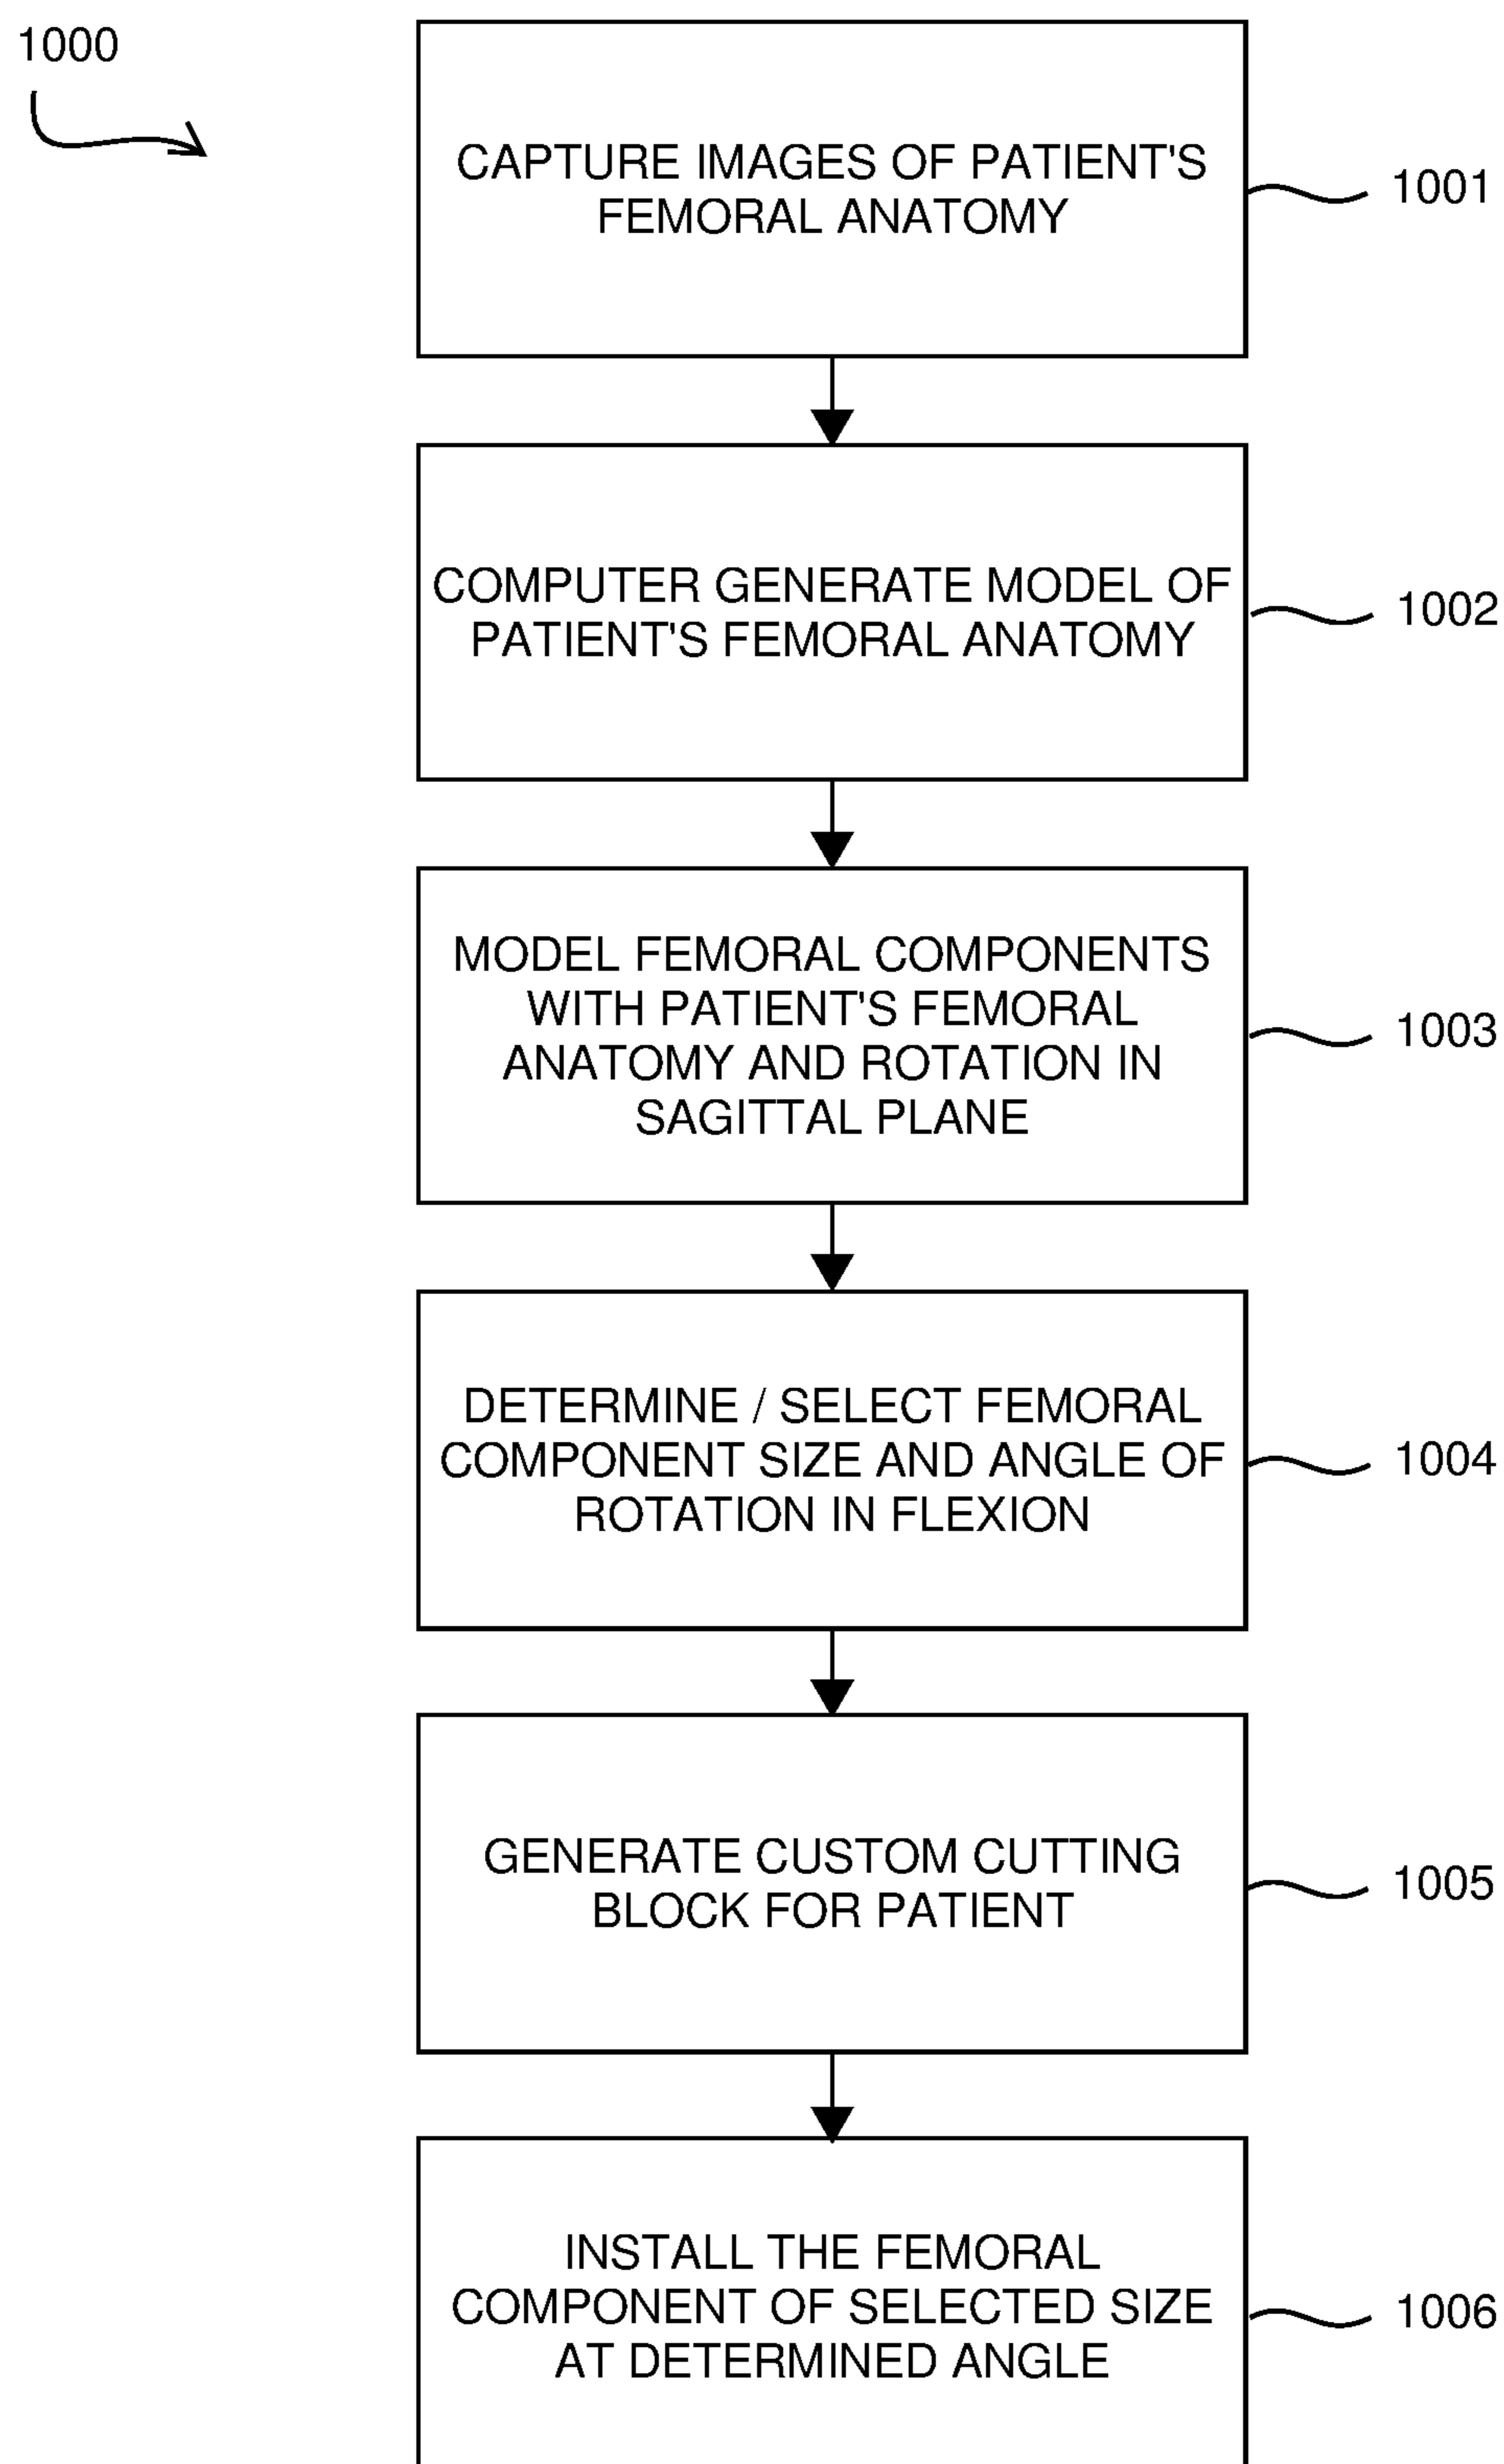 1000
CAPTURE IMAGES OF PATIENT'S
FEMORAL ANATOMY
1001
COMPUTER GENERATE MODEL OF
PATIENT'S FEMORAL ANATOMY
1002
MODEL FEMORAL COMPONENTS
WITH PATIENT'S FEMORAL
ANATOMY AND ROTATION IN
SAGITTAL PLANE
1003
DETERMINE / SELECT FEMORAL
COMPONENT SIZE AND ANGLE OF
ROTATION IN FLEXION
1004
GENERATE CUSTOM CUTTING
BLOCK FOR PATIENT
1005
INSTALL THE FEMORAL
COMPONENT OF SELECTED SIZE
AT DETERMINED ANGLE
1006